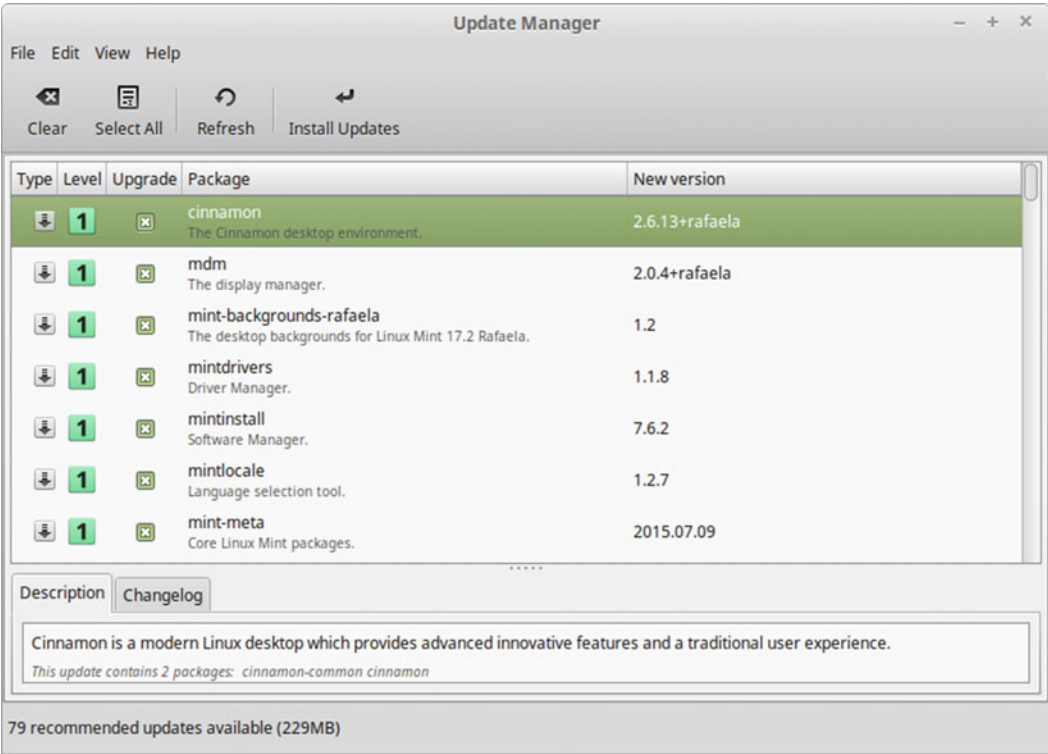 Update Manager
File Edit View Help
Clear Select All Refresh Install Updates
Type Level Upgrade Package New version
1 cinnamon 2.6.13+rafaela
The Cinnamon desktop environment.
1 mdm 2.0.4+rafaela
The display manager.
1 mint-backgrounds-rafaela 1.2
The desktop backgrounds for Linux Mint 17.2 Rafaela.
1 mintdrivers 1.1.8
Driver Manager.
1 mintinstall 7.6.2
Software Manager.
1 mintlocale 1.2.7
Language selection tool.
1 mint-meta 2015.07.09
Core Linux Mint packages.
Description Changelog
Cinnamon is a modern Linux desktop which provides advanced innovative features and a traditional user experience.
This update contains 2 packages: cinnamon-common cinnamon
79 recommended updates available (229MB)